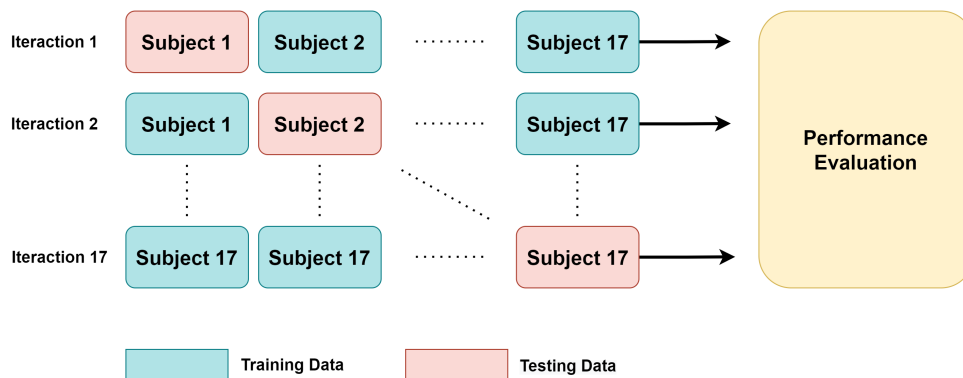 Iteraction 1
Subject 1
Subject 2
Subject 17
Iteraction 2
Subject 1
Subject 2
Subject 17
Performance
Evaluation
Iteraction 17
Subject 17
Subject 17
Subject 17
Training Data
Testing Data